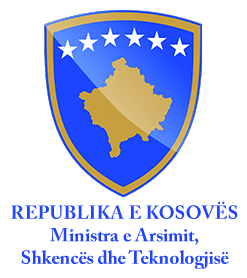 REPUBLIKA E KOSOVËS
Ministra e Arsimit,
Shkencës dhe Teknologjisë